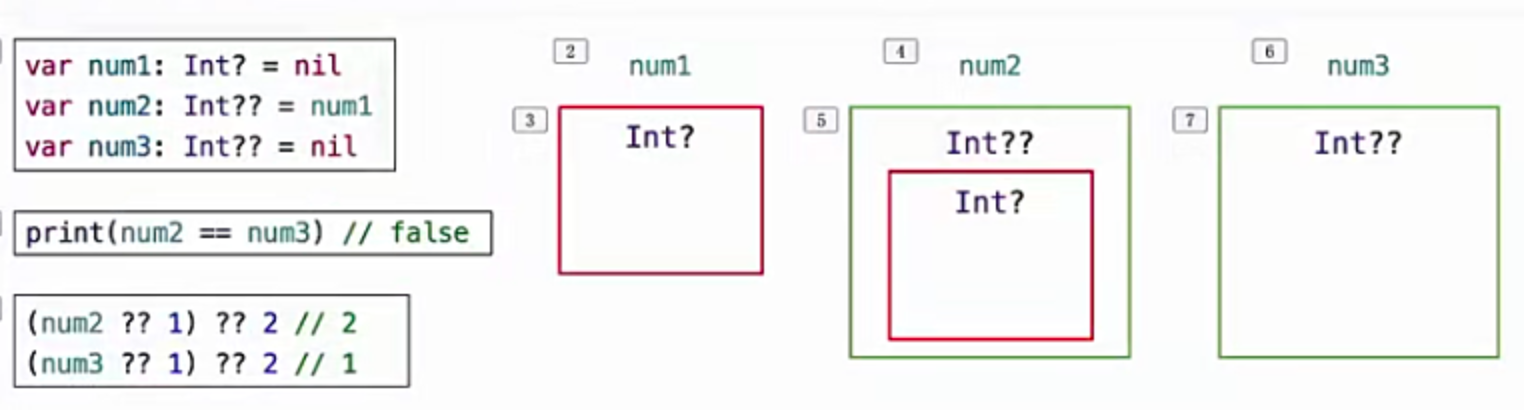 var num1: Int? = nil
var num2: Int?? = num1
var num3: Int?? = nil
print(num2 == num3) // false
(num2 ?? 1) ?? 2 // 2
(num3 ?? 1) ?? 2 // 1
2
num1
3
Int?
4
num2
5
Int??
Int?
6
num3
7
Int??